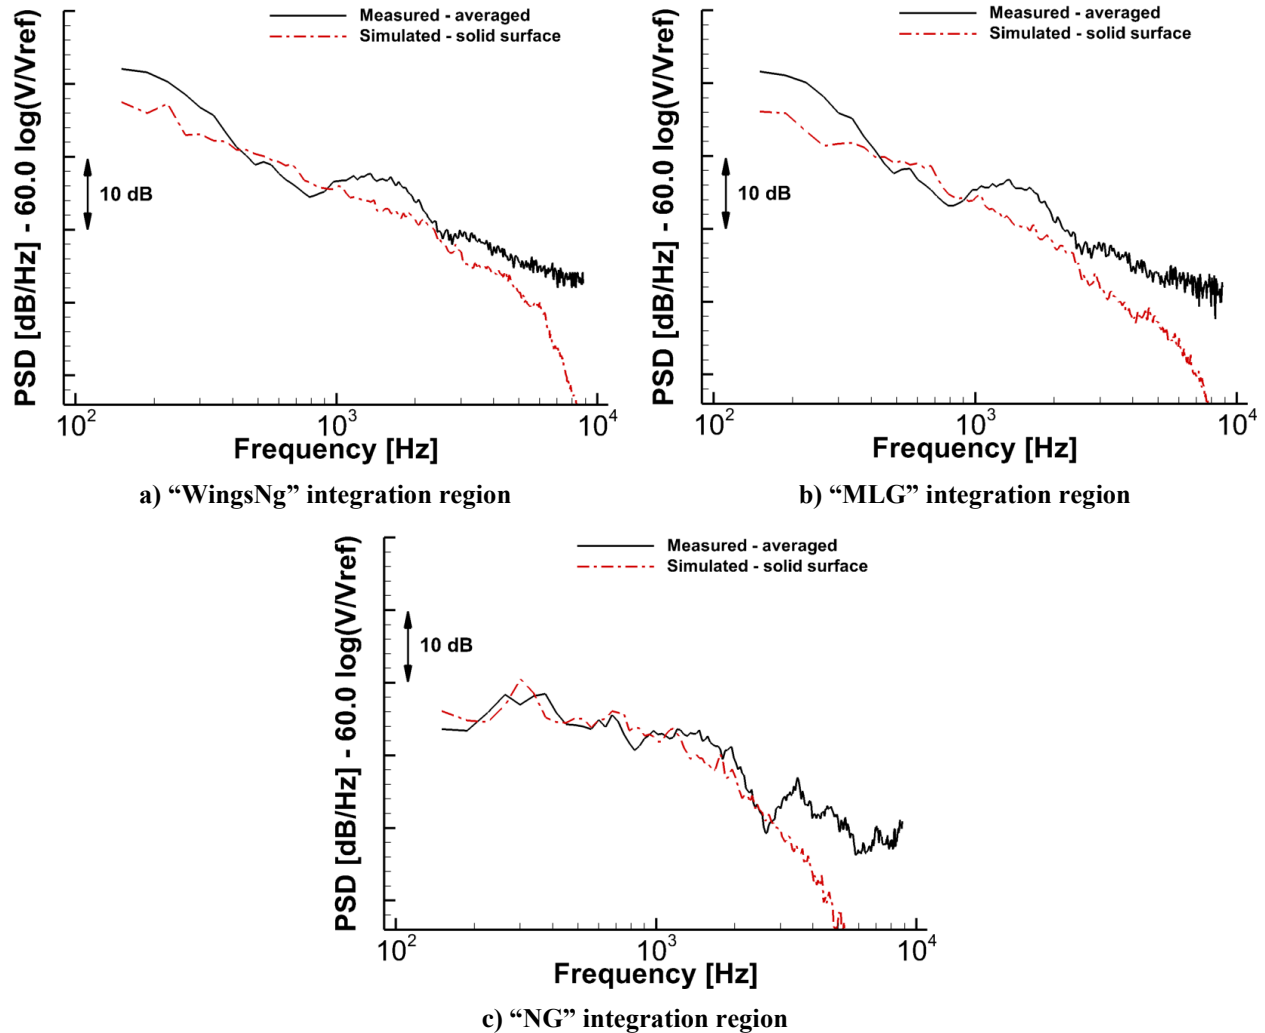 Measured - averaged
Simulated - solid surface
PSD [dB/Hz] - 60.0 log(V/Vref)
10 dB
10² 10³ 10⁴
Frequency [Hz]
a) “WingsNg” integration region
Measured - averaged
Simulated - solid surface
PSD [dB/Hz] - 60.0 log(V/Vref)
10 dB
10² 10³ 10⁴
Frequency [Hz]
b) “MLG” integration region
Measured - averaged
Simulated - solid surface
PSD [dB/Hz] - 60.0 log(V/Vref)
10 dB
10² 10³ 10⁴
Frequency [Hz]
c) “NG” integration region